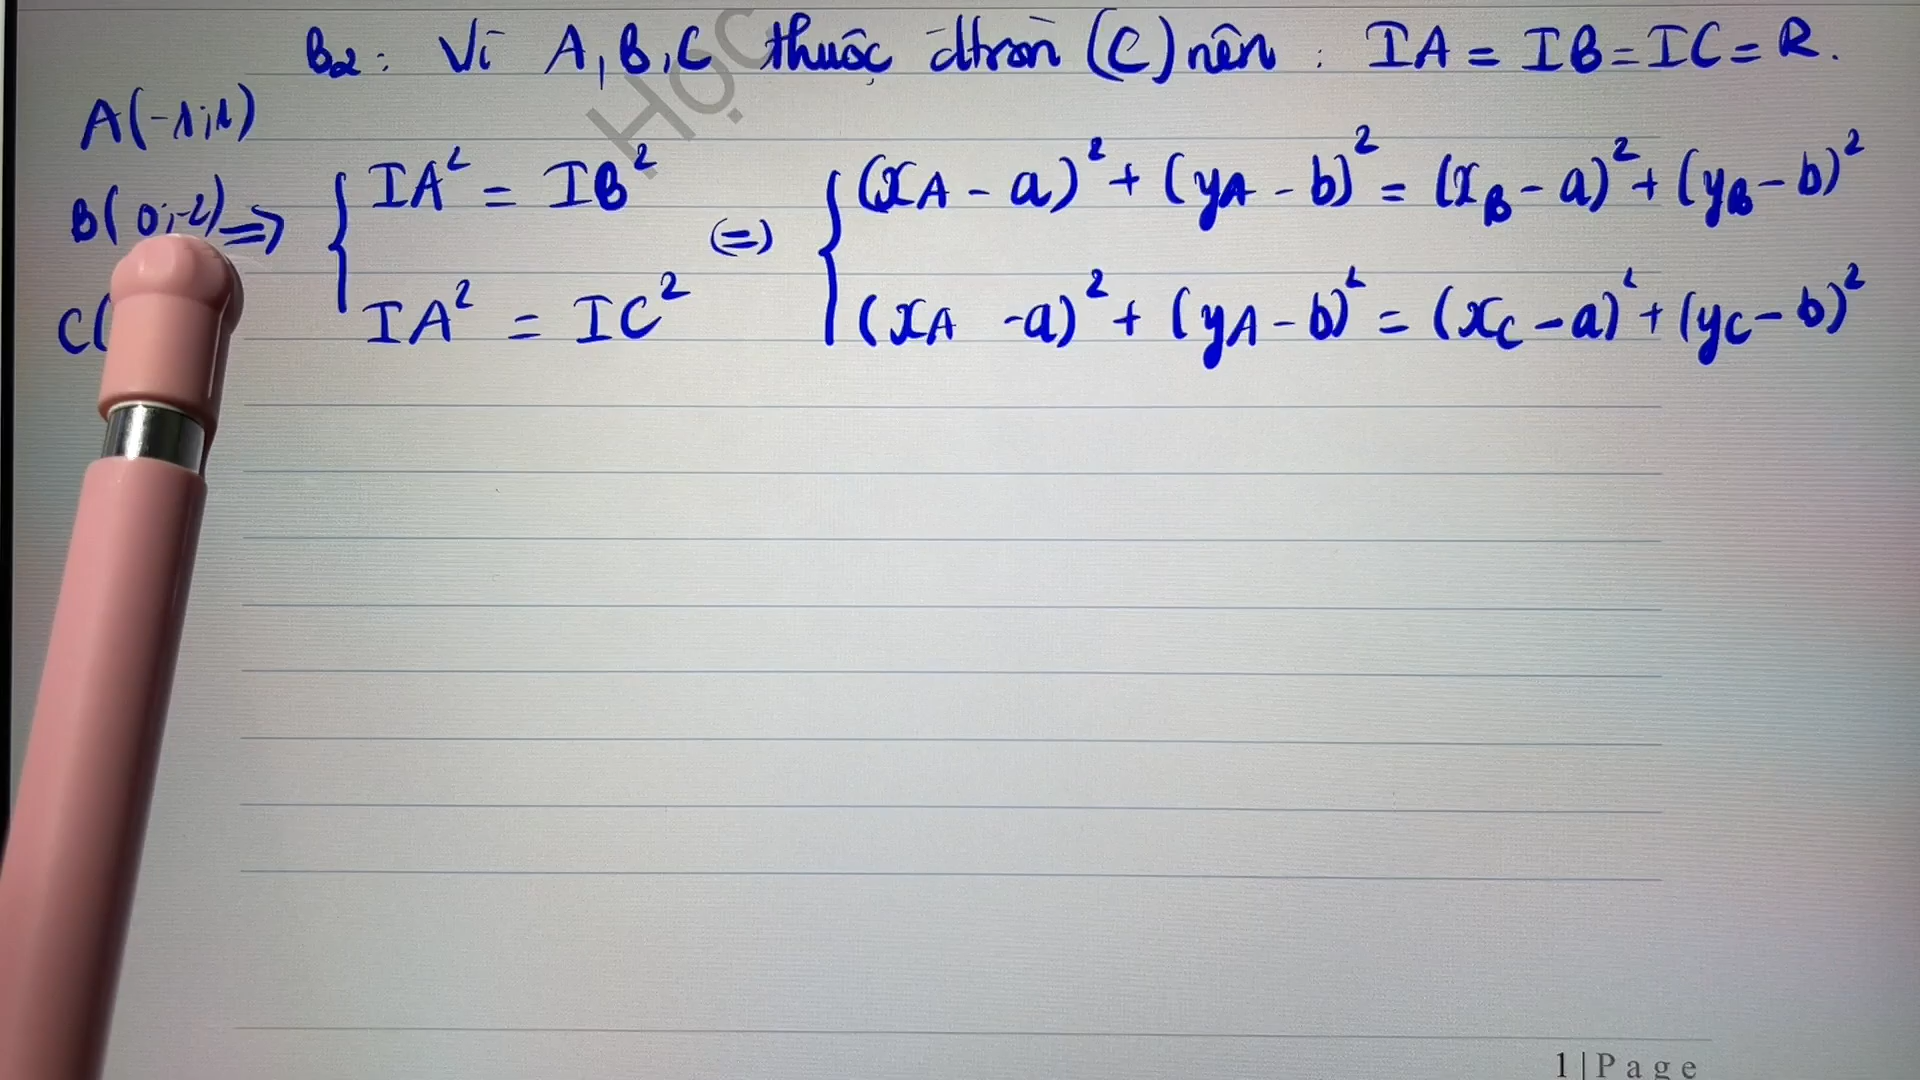 B2: Vì A, B, C thuộc đtròn (C) nên : IA = IB = IC = R.
HỌC
A(-1;1)
B(0;-2) => { IA² = IB² (=) { (xA - a)² + (yA - b)² = (xB - a)² + (yB - b)²
C( IA² = IC² (xA - a)² + (yA - b)² = (xC - a)² + (yC - b)²
1 | Page